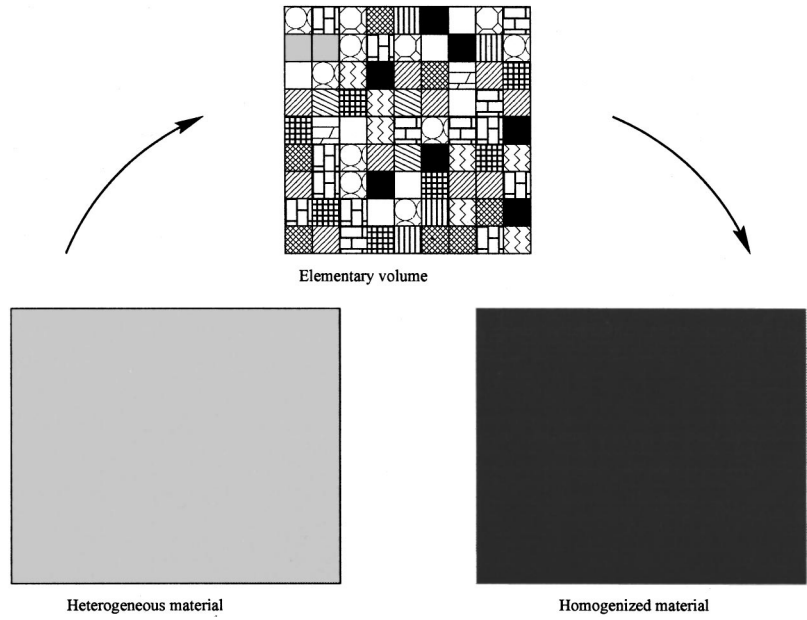 Elementary volume
Heterogeneous material
Homogenized material